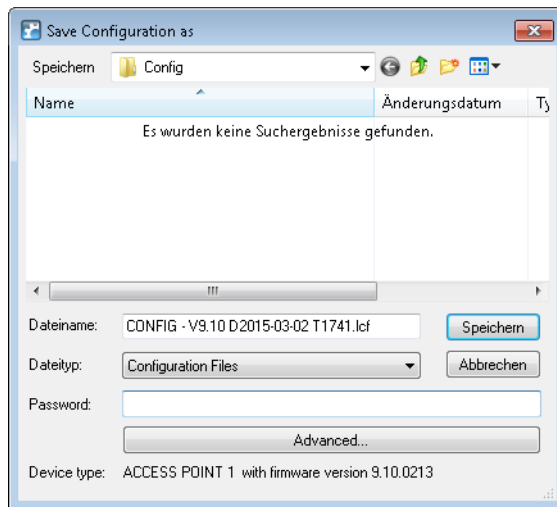 Save Configuration as
Speichern Config
Name Änderungsdatum Ty
Es wurden keine Suchergebnisse gefunden.
Dateiname: CONFIG - V9.10 D2015-03-02 T1741.lcf Speichern
Dateityp: Configuration Files Abbrechen
Password:
Advanced...
Device type: ACCESS POINT 1 with firmware version 9.10.0213